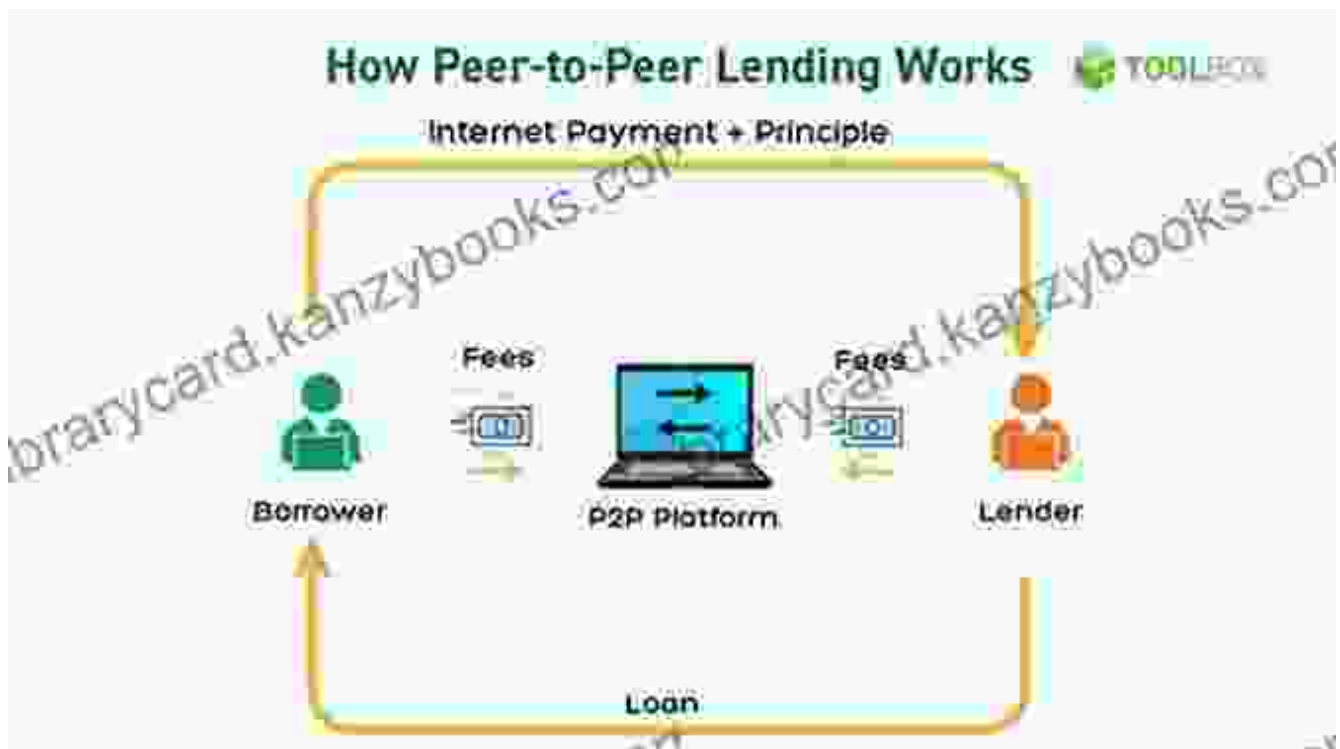 How Peer-to-Peer Lending Works
TOOLBOX
Internet Payment + Principle
Fees
Fees
Borrower
P2P Platform
Lender
Loan
librarycard.kanzybooks.com
librarycard.kanzybooks.com